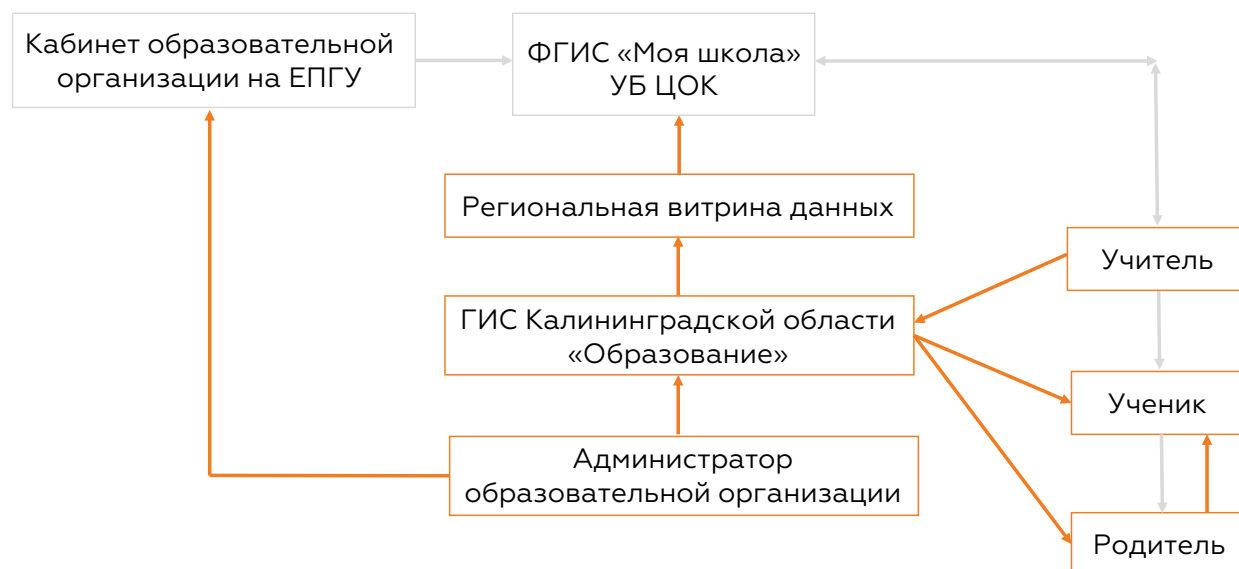 Кабинет образовательной
организации на ЕПГУ
ФГИС «Моя школа»
УБ ЦОК
Региональная витрина данных
Учитель
ГИС Калининградской области
«Образование»
Ученик
Администратор
образовательной организации
Родитель